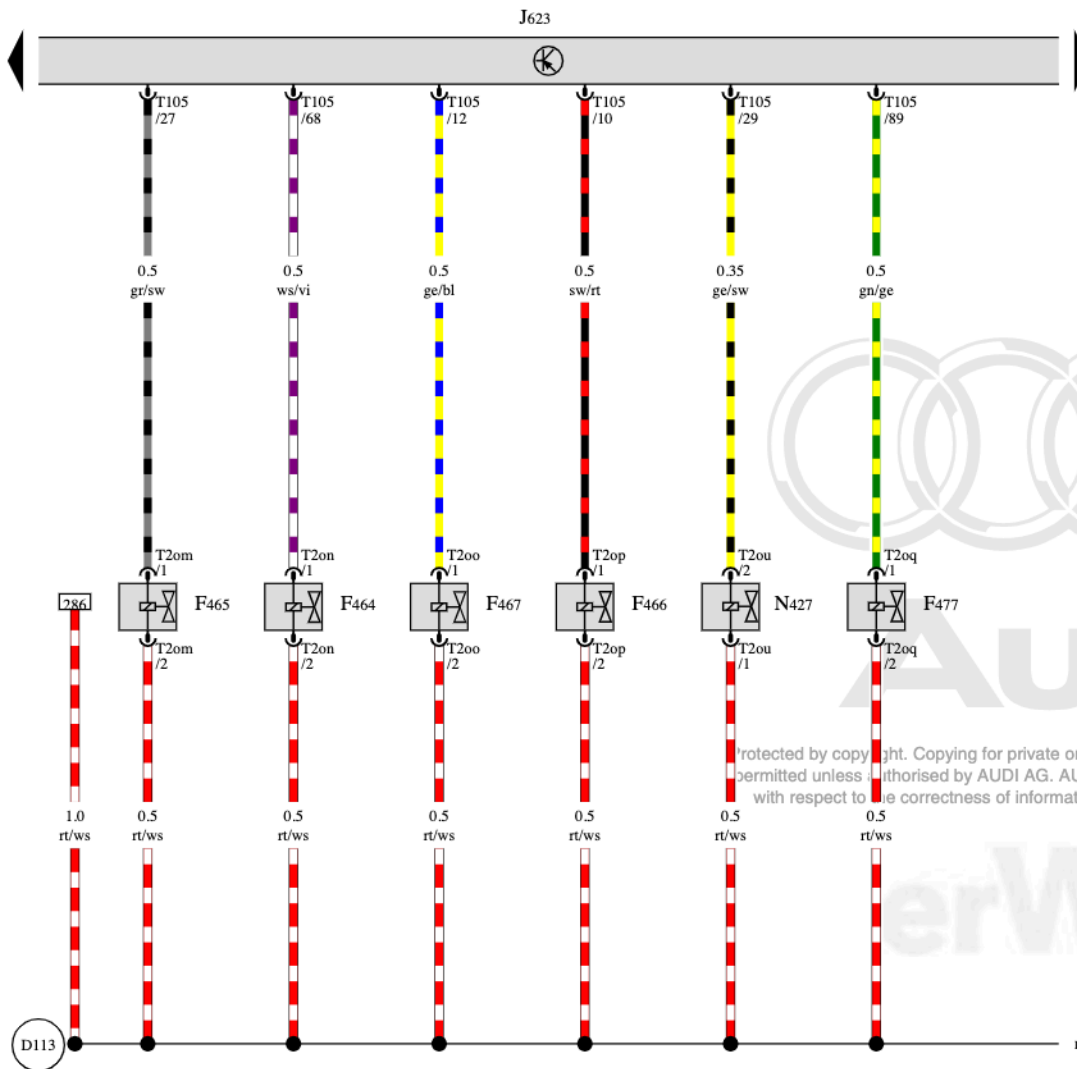 J623
T105 T105 T105 T105 T105 T105
/27 /68 /12 /10 /29 /89
0.5 0.5 0.5 0.5 0.35 0.5
gr/sw ws/vi ge/bl sw/rt ge/sw gn/ge
T2om T2on T2oo T2op T2ou T2oq
/1 /1 /1 /1 /2 /1
286 F465 F464 F467 F466 N427 F477
T2om T2on T2oo T2op T2ou T2oq
/2 /2 /2 /2 /1 /2
Au
Protected by copyright. Copying for private or
permitted unless authorised by AUDI AG. AU
with respect to the correctness of informat
1.0 0.5 0.5 0.5 0.5 0.5 0.5
rt/ws rt/ws rt/ws rt/ws rt/ws rt/ws rt/ws
erW
D113